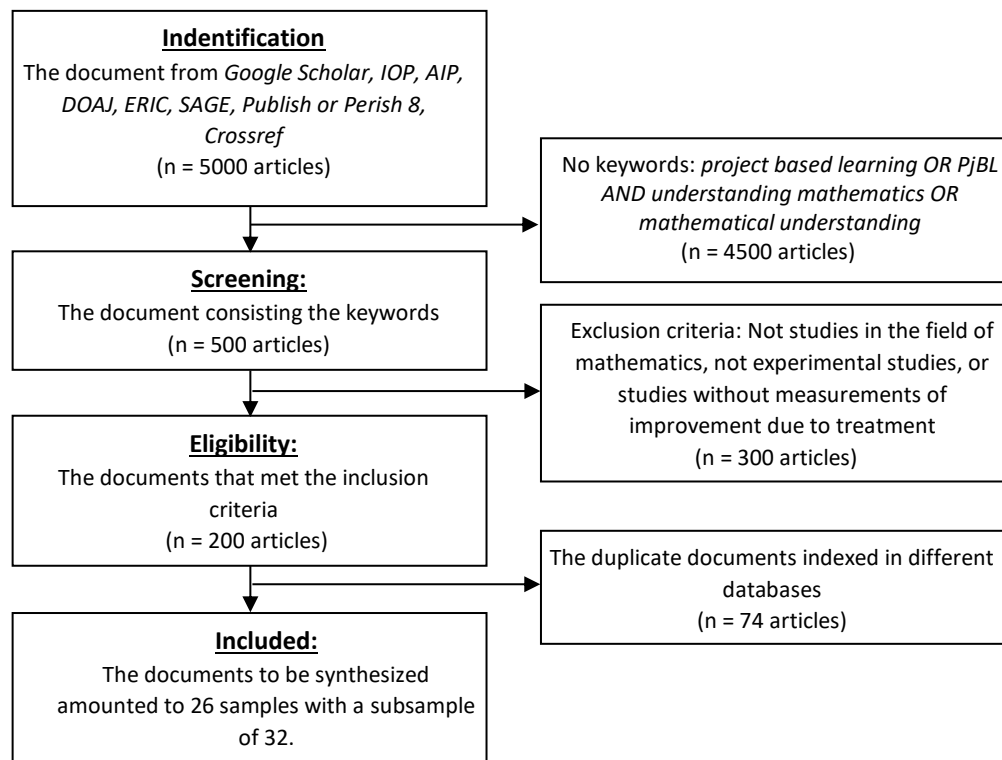 Indentification
The document from Google Scholar, IOP, AIP,
DOAJ, ERIC, SAGE, Publish or Perish 8,
Crossref
(n = 5000 articles)
No keywords: project based learning OR PjBL
AND understanding mathematics OR
mathematical understanding
(n = 4500 articles)
Screening:
The document consisting the keywords
(n = 500 articles)
Exclusion criteria: Not studies in the field of
mathematics, not experimental studies, or
studies without measurements of
improvement due to treatment
(n = 300 articles)
Eligibility:
The documents that met the inclusion
criteria
(n = 200 articles)
The duplicate documents indexed in different
databases
(n = 74 articles)
Included:
The documents to be synthesized
amounted to 26 samples with a subsample
of 32.